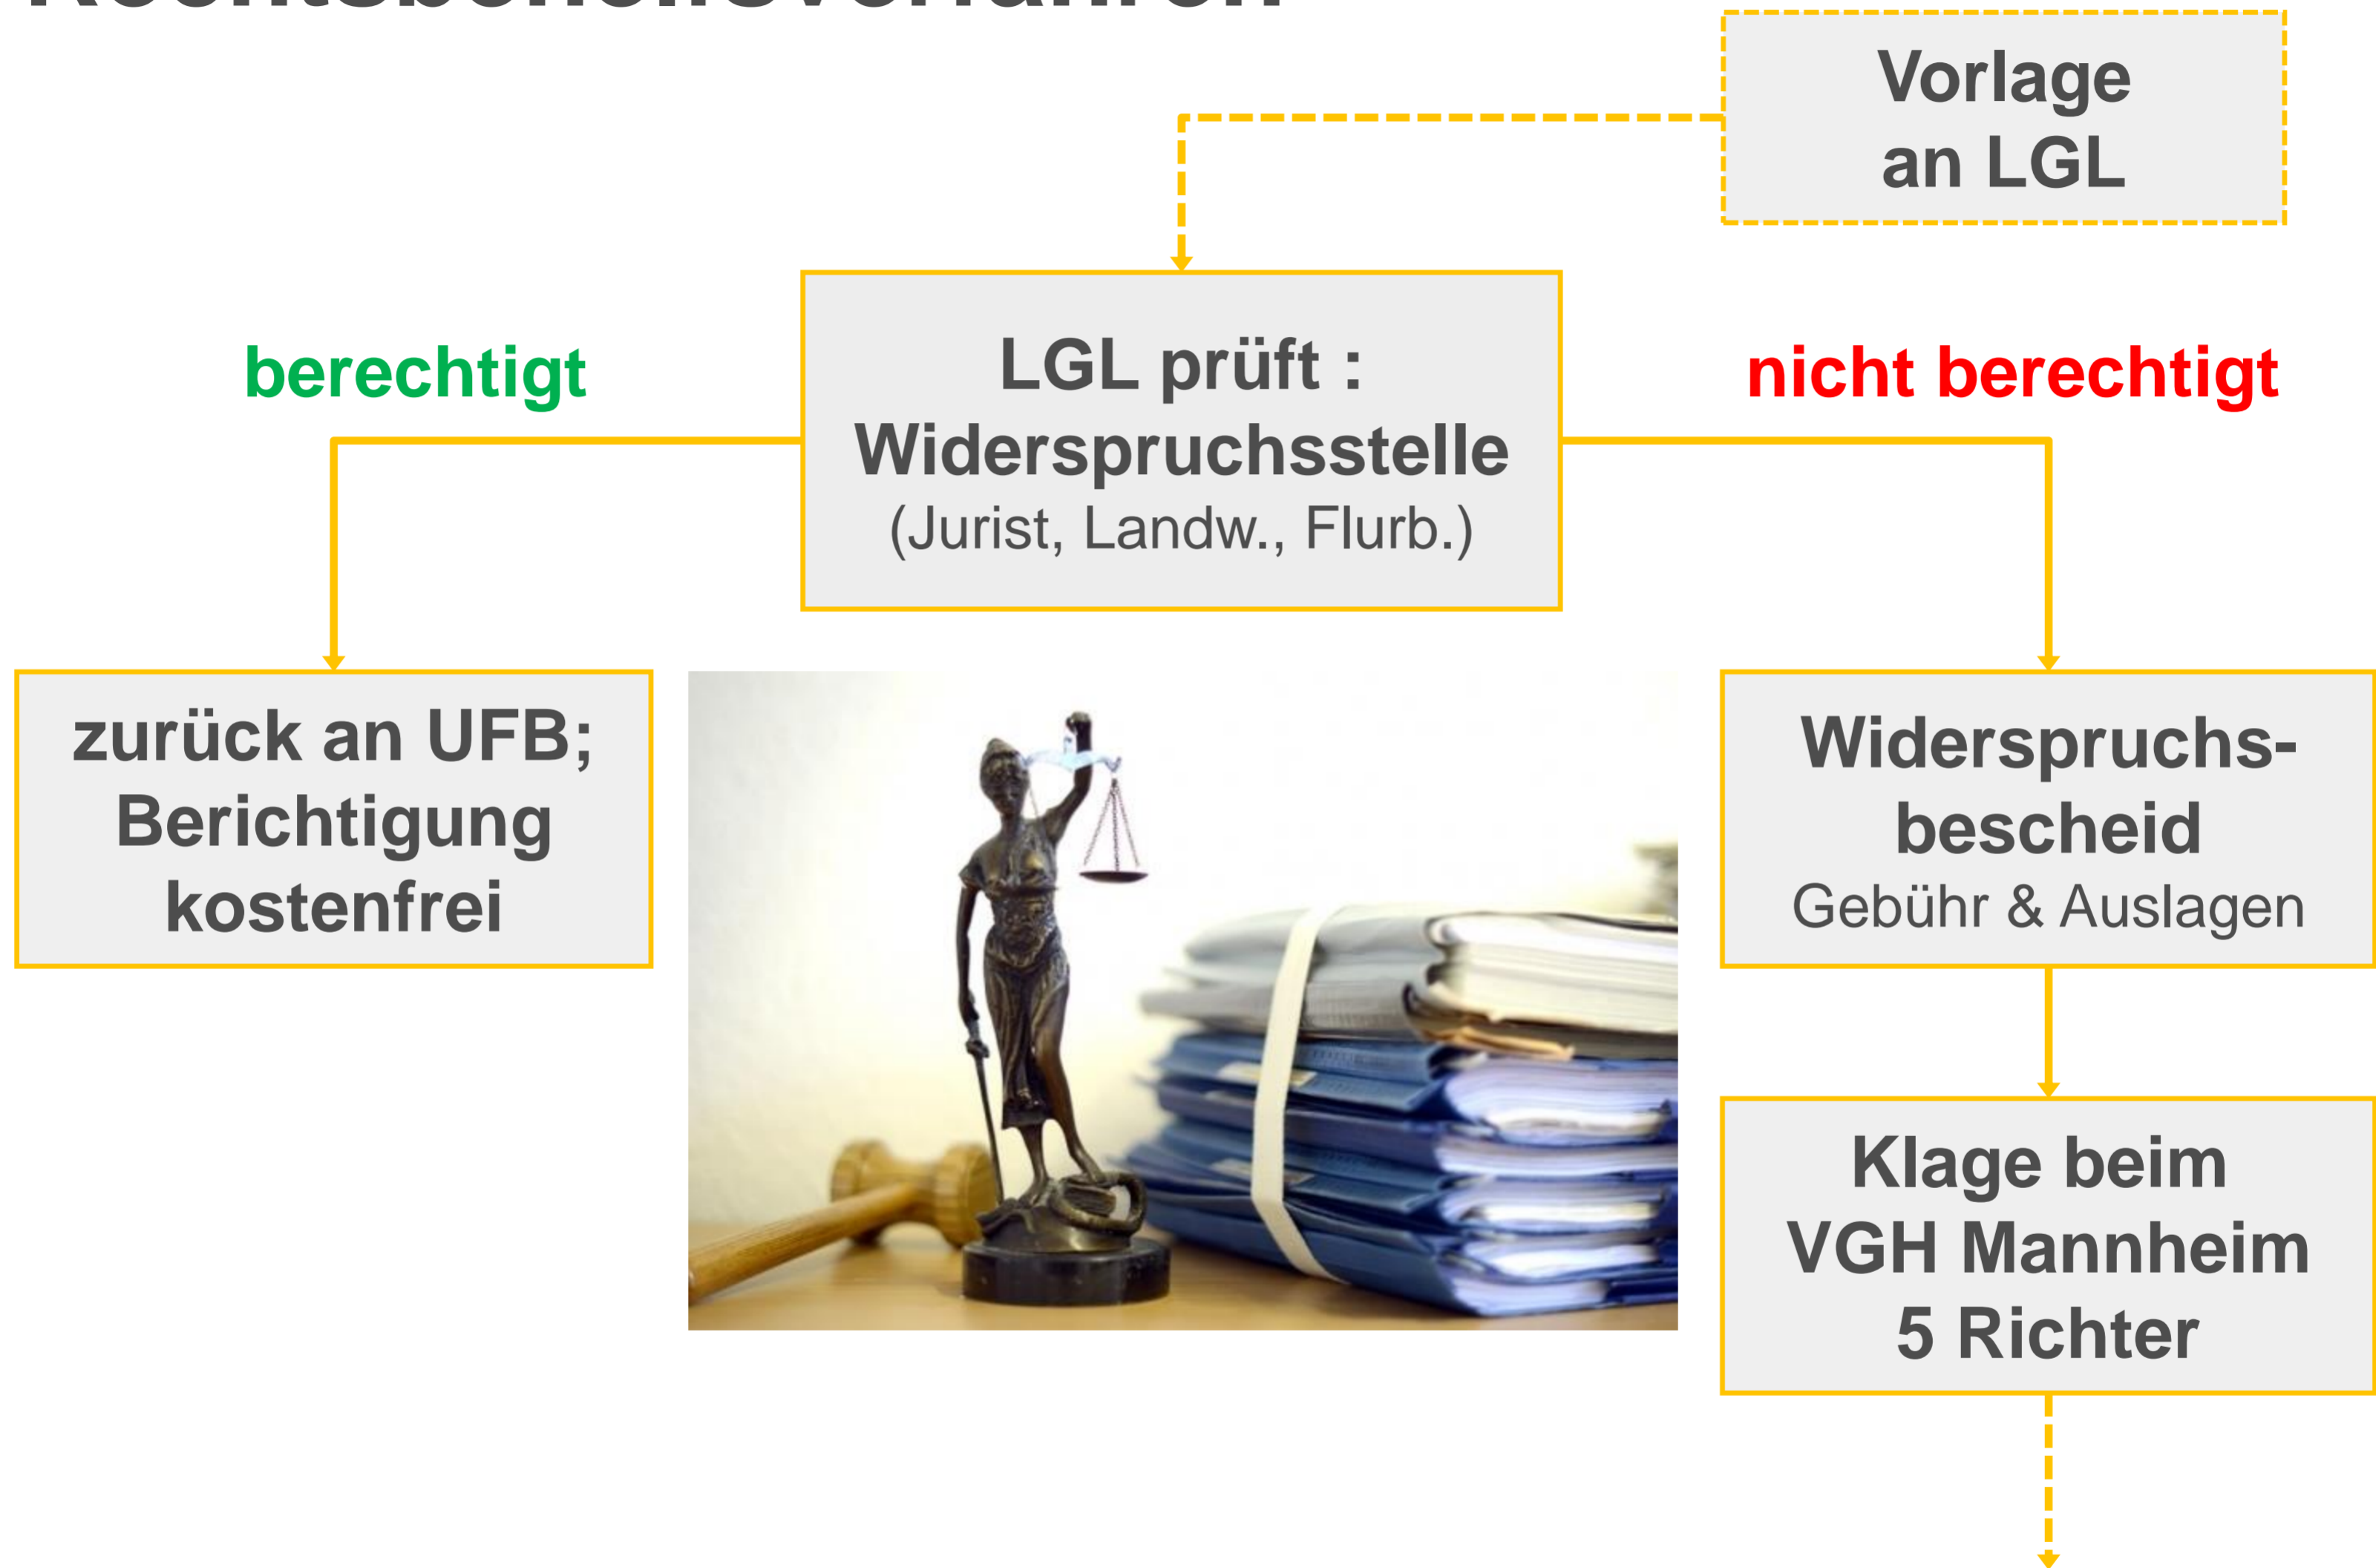 Vorlage
an LGL
berechtigt
LGL prüft :
Widerspruchsstelle
(Jurist, Landw., Flurb.)
nicht berechtigt
zurück an UFB;
Berichtigung
kostenfrei
Widerspruchs-
bescheid
Gebühr & Auslagen
Klage beim
VGH Mannheim
5 Richter